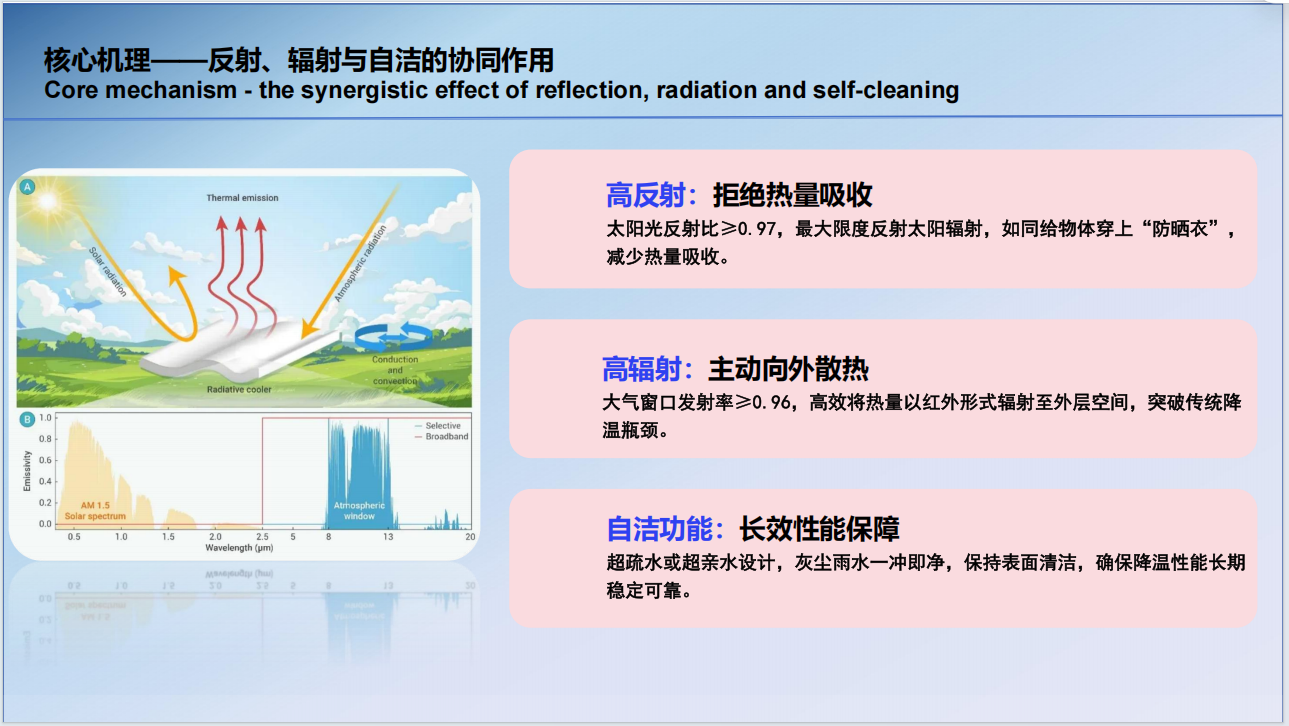 核心机理——反射、辐射与自洁的协同作用
Core mechanism - the synergistic effect of reflection, radiation and self-cleaning
A
Thermal emission
Solar radiation
Atmospheric radiation
Conduction
and
convection
Radiative cooler
B
1.0
0.8
0.6
0.4
0.2
0.0
Emissivity
Selective
Broadband
AM 1.5
Solar spectrum
Atmospheric
window
0.5 1.0 1.5 2.0 2.5 5 8 13 20
Wavelength (μm)
高反射：拒绝热量吸收
太阳光反射比≥0.97，最大限度反射太阳辐射，如同给物体穿上“防晒衣”，
减少热量吸收。
高辐射：主动向外散热
大气窗口发射率≥0.96，高效将热量以红外形式辐射至外层空间，突破传统降
温瓶颈。
自洁功能：长效性能保障
超疏水或超亲水设计，灰尘雨水一冲即净，保持表面清洁，确保降温性能长期
稳定可靠。